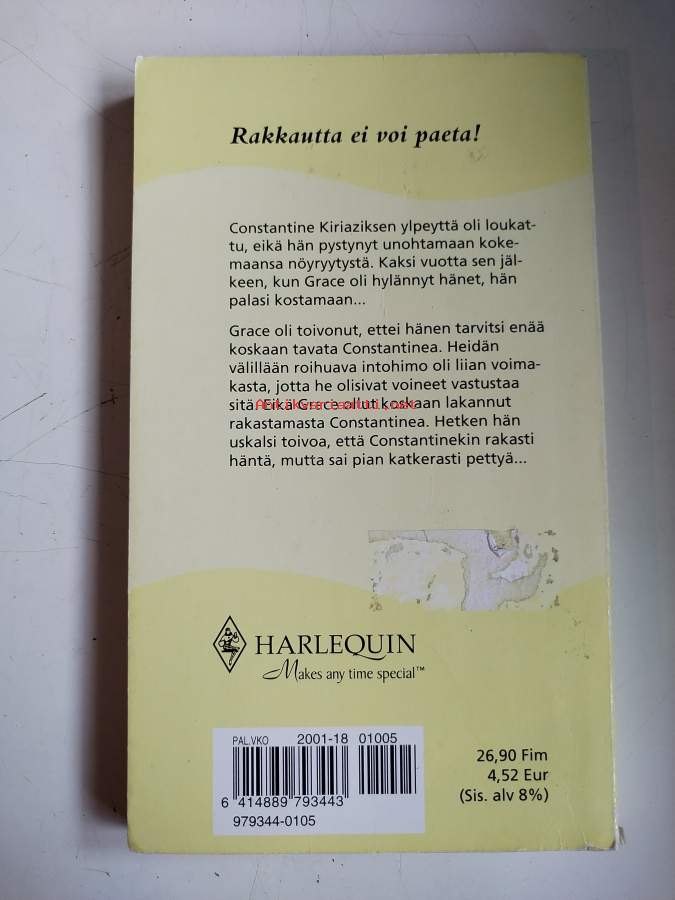 Rakkautta ei voi paeta!
Constantine Kiriaziksen ylpeyttä oli loukat-
tu, eikä hän pystynyt unohtamaan koke-
maansa nöyryytystä. Kaksi vuotta sen jäl-
keen, kun Grace oli hylännyt hänet, hän
palasi kostamaan...
Grace oli toivonut, ettei hänen tarvitsi enää
koskaan tavata Constantinea. Heidän
välillään roihuava intohimo oli liian voima-
kasta, jotta he olisivat voineet vastustaa
sitä. Eikä Grace ollut koskaan lakannut
Antikvariaatti.net
rakastamasta Constantinea. Hetken hän
uskalsi toivoa, että Constantinekin rakasti
häntä, mutta sai pian katkerasti pettyä...
HARLEQUIN
Makes any time special™
PAL.VKO 2001-18 01005
6 414889 793443
979344-0105
26,90 Fim
4,52 Eur
(Sis. alv 8%)